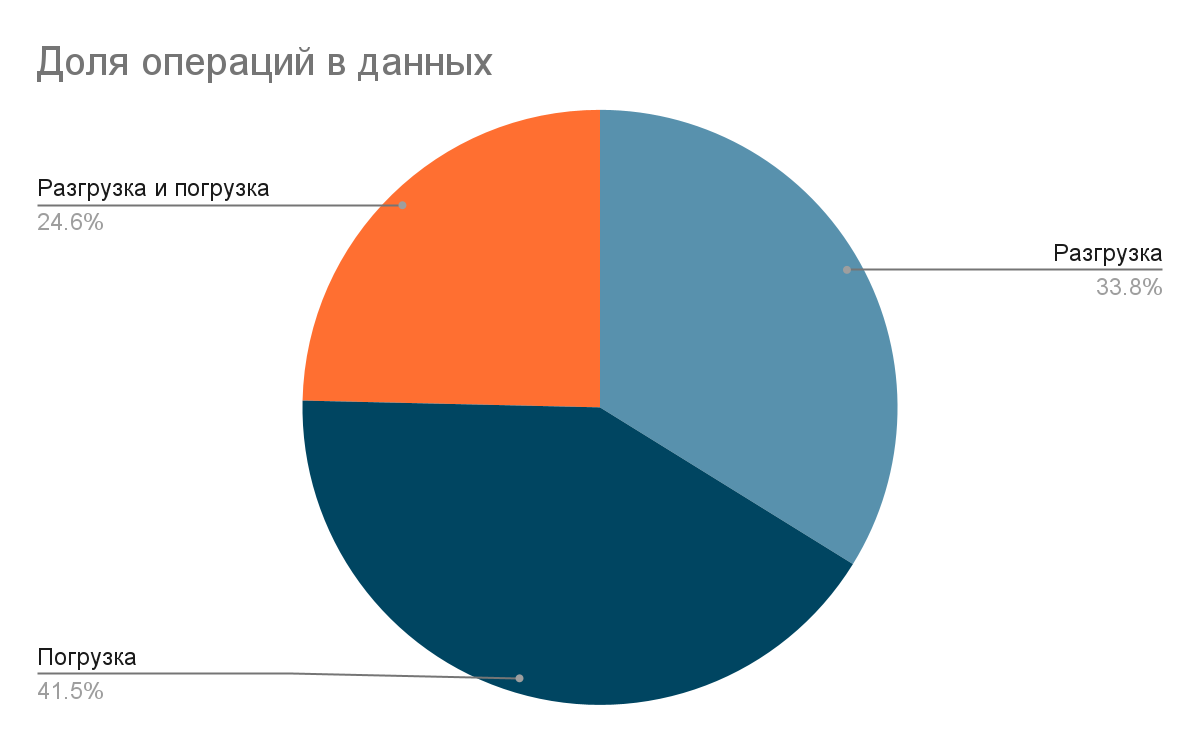 Доля операций в данных
Разгрузка и погрузка
24.6%
Разгрузка
33.8%
Погрузка
41.5%